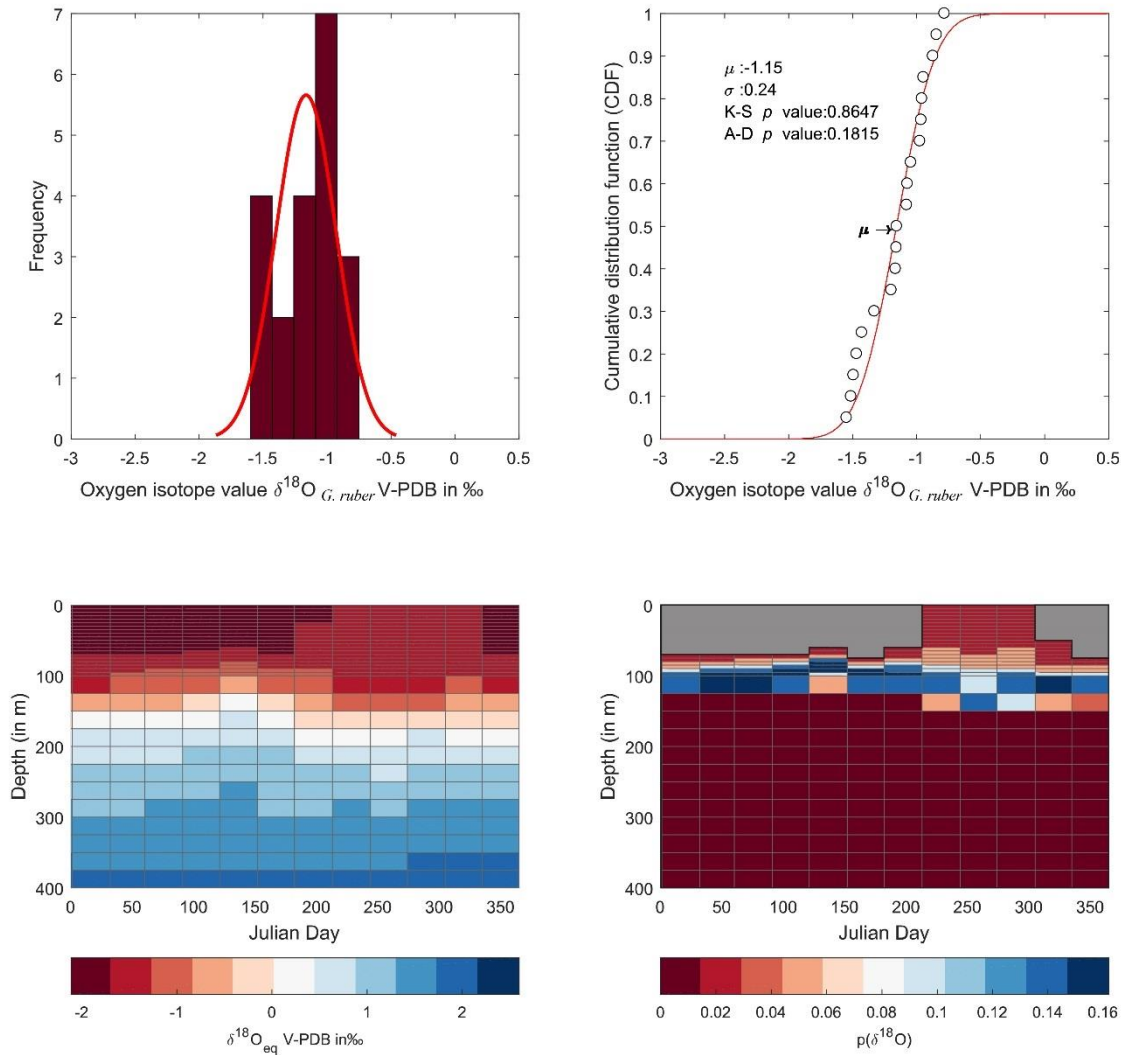 7
6
5
4
3
2
1
0
Frequency
-3 -2.5 -2 -1.5 -1 -0.5 0 0.5
Oxygen isotope value δ¹⁸O G. ruber V-PDB in ‰
1
0.9
0.8
0.7
0.6
0.5
0.4
0.3
0.2
0.1
0
Cumulative distribution function (CDF)
μ :-1.15
σ :0.24
K-S p value:0.8647
A-D p value:0.1815
μ→
-3 -2.5 -2 -1.5 -1 -0.5 0 0.5
Oxygen isotope value δ¹⁸O G. ruber V-PDB in ‰
0
100
200
300
400
Depth (in m)
0 50 100 150 200 250 300 350
Julian Day
-2 -1 0 1 2
δ¹⁸O eq V-PDB in‰
0
100
200
300
400
Depth (in m)
0 50 100 150 200 250 300 350
Julian Day
0 0.02 0.04 0.06 0.08 0.1 0.12 0.14 0.16
p(δ¹⁸O)